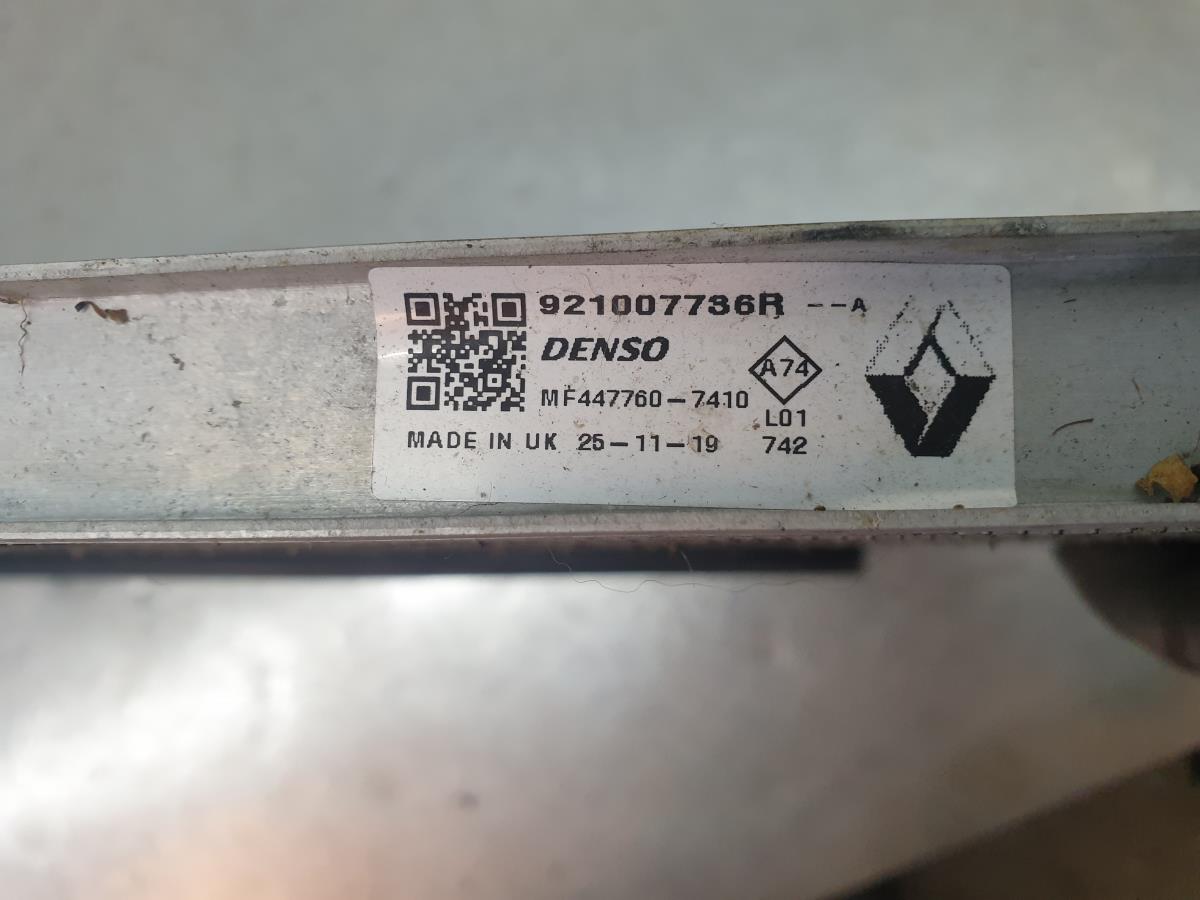 921007736R --A
DENSO
A74
MF447760-7410
L01
MADE IN UK 25-11-19
742